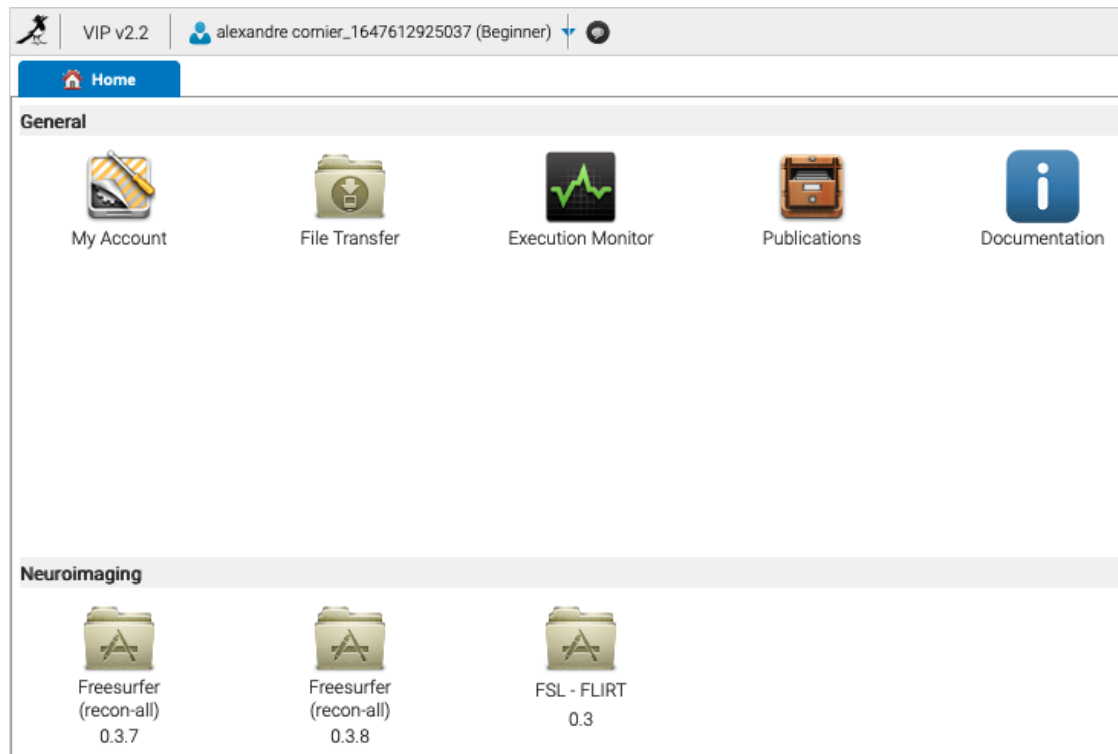 VIP v2.2
alexandre cornier_1647612925037 (Beginner)
Home
General
My Account
File Transfer
Execution Monitor
Publications
Documentation
Neuroimaging
Freesurfer
(recon-all)
0.3.7
Freesurfer
(recon-all)
0.3.8
FSL - FLIRT
0.3